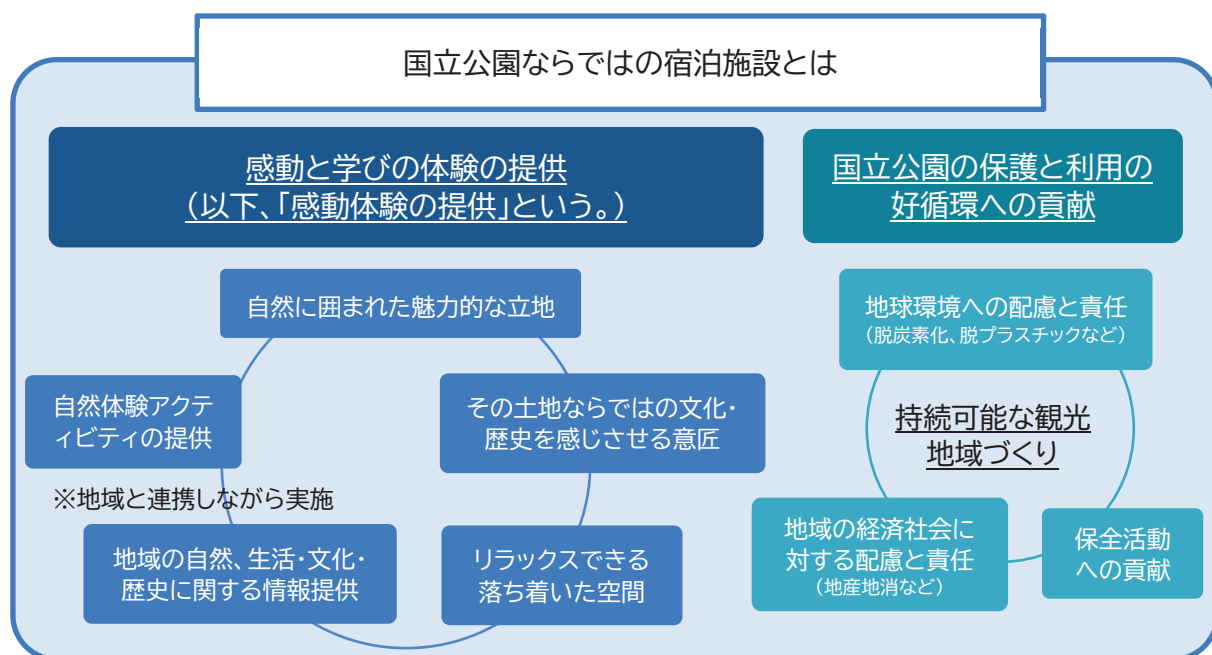 国立公園ならではの宿泊施設とは
感動と学びの体験の提供
(以下、「感動体験の提供」という。)
自然に囲まれた魅力的な立地
自然体験アクテ
ィビティの提供
その土地ならではの文化・
歴史を感じさせる意匠
※地域と連携しながら実施
地域の自然、生活・文化・
歴史に関する情報提供
リラックスできる
落ち着いた空間
国立公園の保護と利用の
好循環への貢献
地球環境への配慮と責任
(脱炭素化、脱プラスチックなど)
持続可能な観光
地域づくり
地域の経済社会に
対する配慮と責任
(地産地消など)
保全活動
への貢献